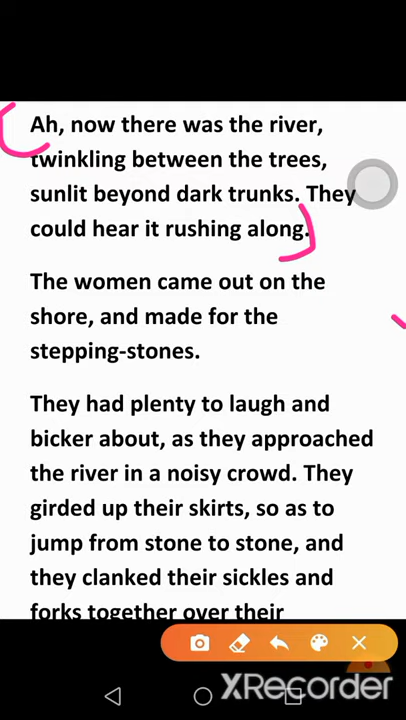 Ah, now there was the river,
twinkling between the trees,
sunlit beyond dark trunks. They
could hear it rushing along.
The women came out on the
shore, and made for the
stepping-stones.
They had plenty to laugh and
bicker about, as they approached
the river in a noisy crowd. They
girded up their skirts, so as to
jump from stone to stone, and
they clanked their sickles and
forks together over their
XRecorder